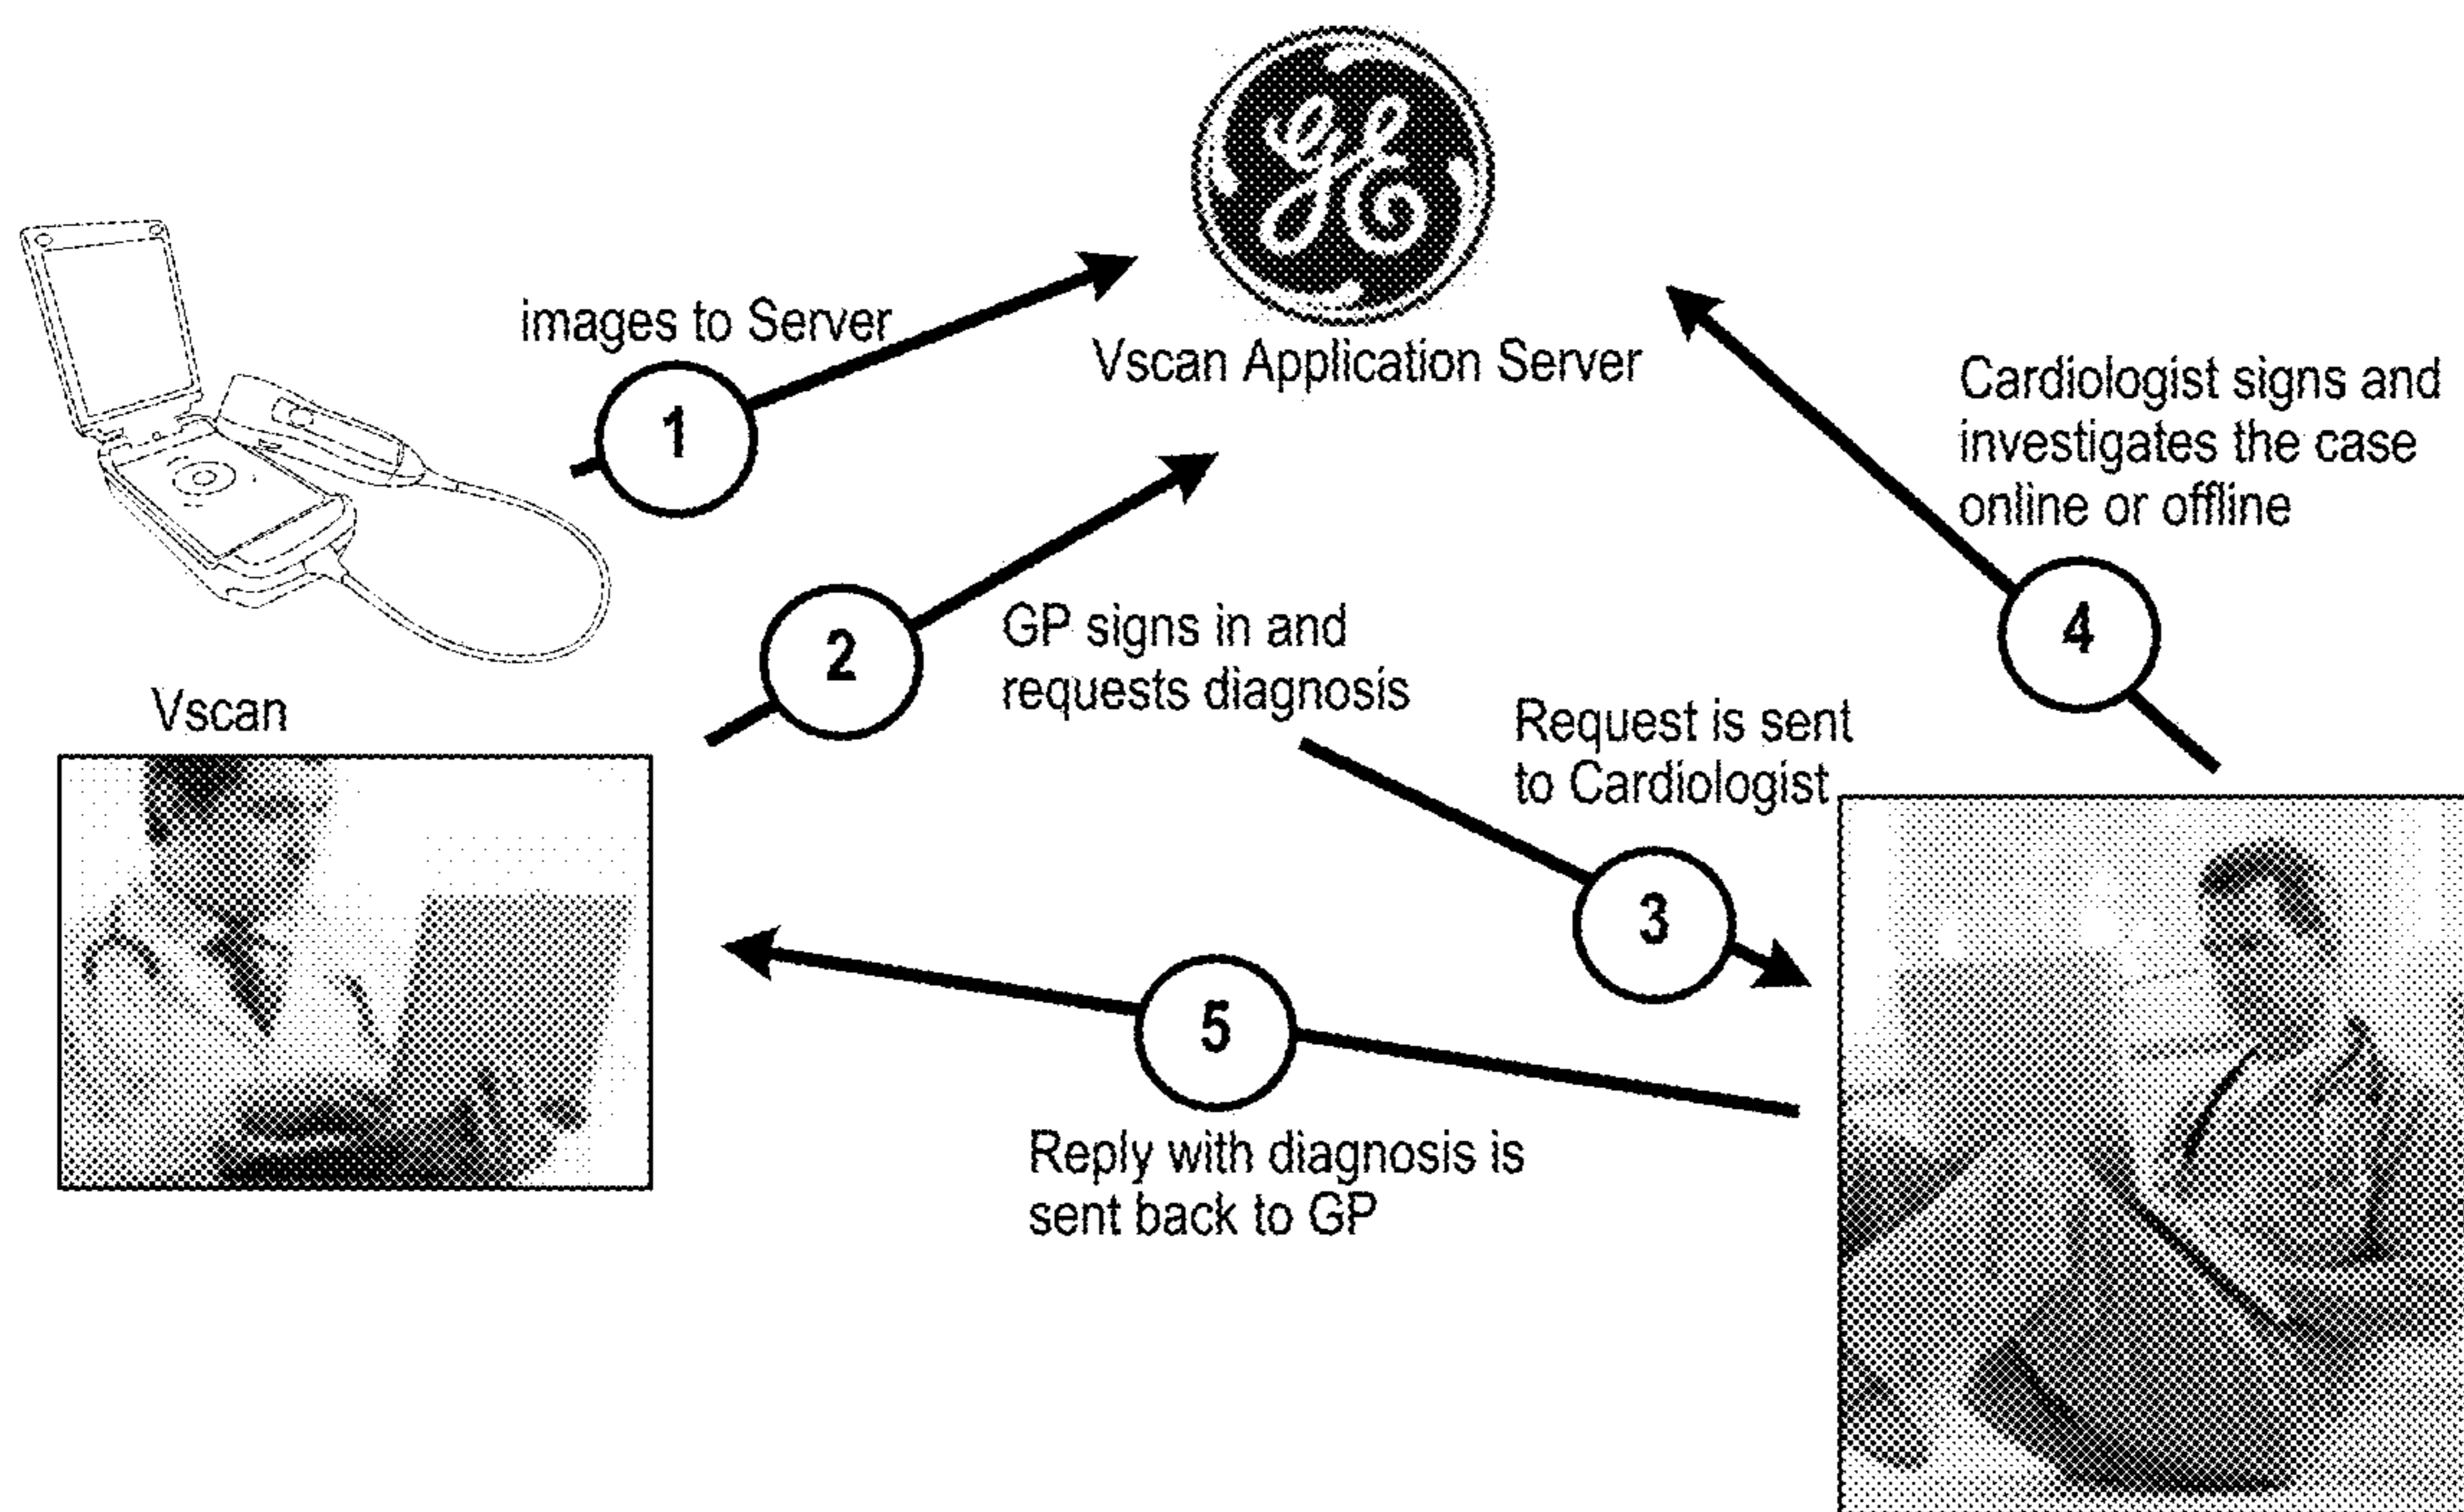 GE
images to Server
1
Vscan Application Server
Cardiologist signs and
investigates the case
online or offline
4
2
GP signs in and
requests diagnosis
Vscan
Request is sent
to Cardiologist
3
5
Reply with diagnosis is
sent back to GP